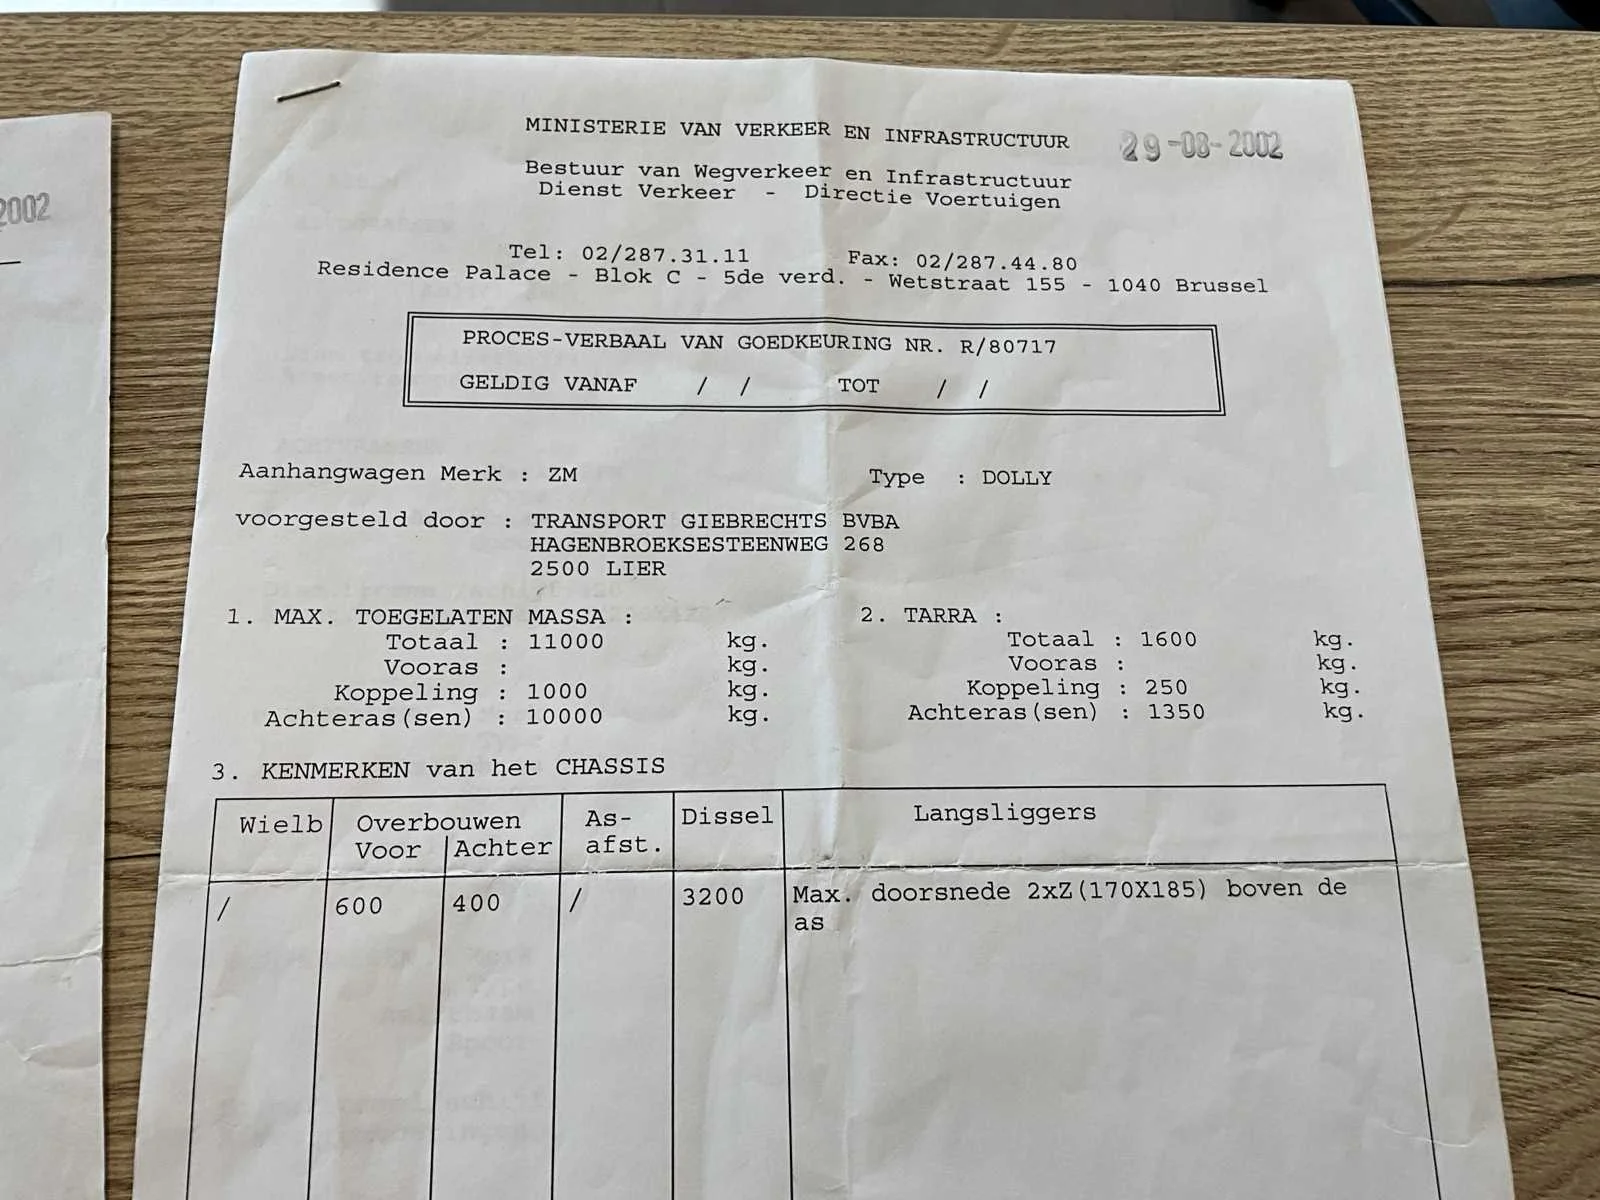 MINISTERIE VAN VERKEER EN INFRASTRUCTUUR 29-08-2002
Bestuur van Wegverkeer en Infrastructuur
Dienst Verkeer - Directie Voertuigen
Tel: 02/287.31.11 Fax: 02/287.44.80
Residence Palace - Blok C - 5de verd. - Wetstraat 155 - 1040 Brussel
PROCES-VERBAAL VAN GOEDKEURING NR. R/80717
GELDIG VANAF / / TOT / /
Aanhangwagen Merk : ZM Type : DOLLY
voorgesteld door : TRANSPORT GIEBRECHTS BVBA
HAGENBROEKSESTEENWEG 268
2500 LIER
1. MAX. TOEGELATEN MASSA : 2. TARRA :
Totaal : 11000 kg. Totaal : 1600 kg.
Vooras : kg. Vooras : kg.
Koppeling : 1000 kg. Koppeling : 250 kg.
Achteras(sen) : 10000 kg. Achteras(sen) : 1350 kg.
3. KENMERKEN van het CHASSIS
Wielb Overbouwen As- Dissel Langsliggers
Voor Achter afst.
/ 600 400 / 3200 Max. doorsnede 2xZ(170X185) boven de
as
2002